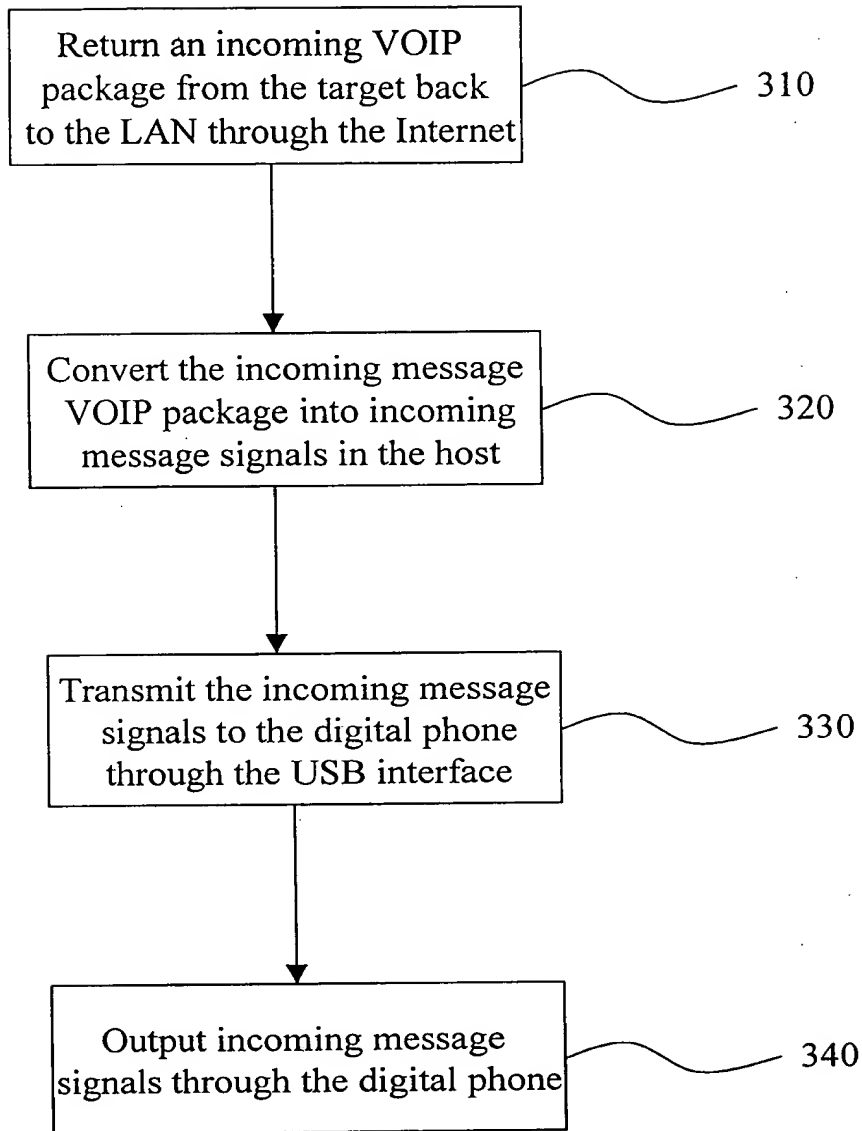 Return an incoming VOIP
package from the target back
to the LAN through the Internet
310
Convert the incoming message
VOIP package into incoming
message signals in the host
320
Transmit the incoming message
signals to the digital phone
through the USB interface
330
Output incoming message
signals through the digital phone
340